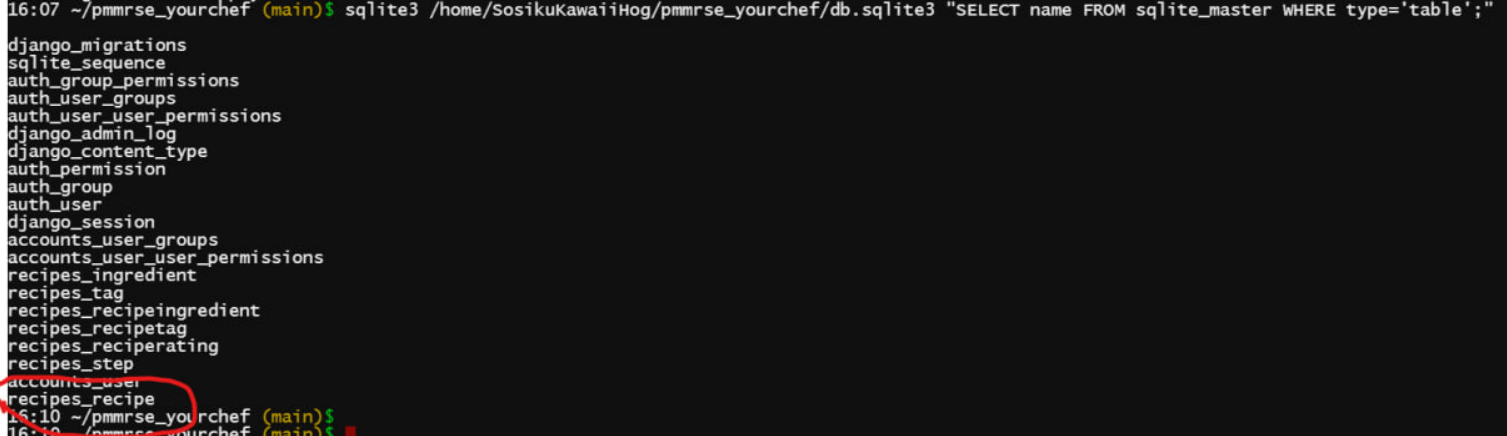 16:07 ~/pmmrse_yourchef (main)$ sqlite3 /home/SosikuKawaiiHog/pmmrse_yourchef/db.sqlite3 "SELECT name FROM sqlite_master WHERE type='table';"
django_migrations
sqlite_sequence
auth_group_permissions
auth_user_groups
auth_user_user_permissions
django_admin_log
django_content_type
auth_permission
auth_group
auth_user
django_session
accounts_user_groups
accounts_user_user_permissions
recipes_ingredient
recipes_tag
recipes_recipeingredient
recipes_recipetag
recipes_reciperating
recipes_step
accounts_user
recipes_recipe
16:10 ~/pmmrse_yourchef (main)$
16:10 ~/pmmrse_yourchef (main)$